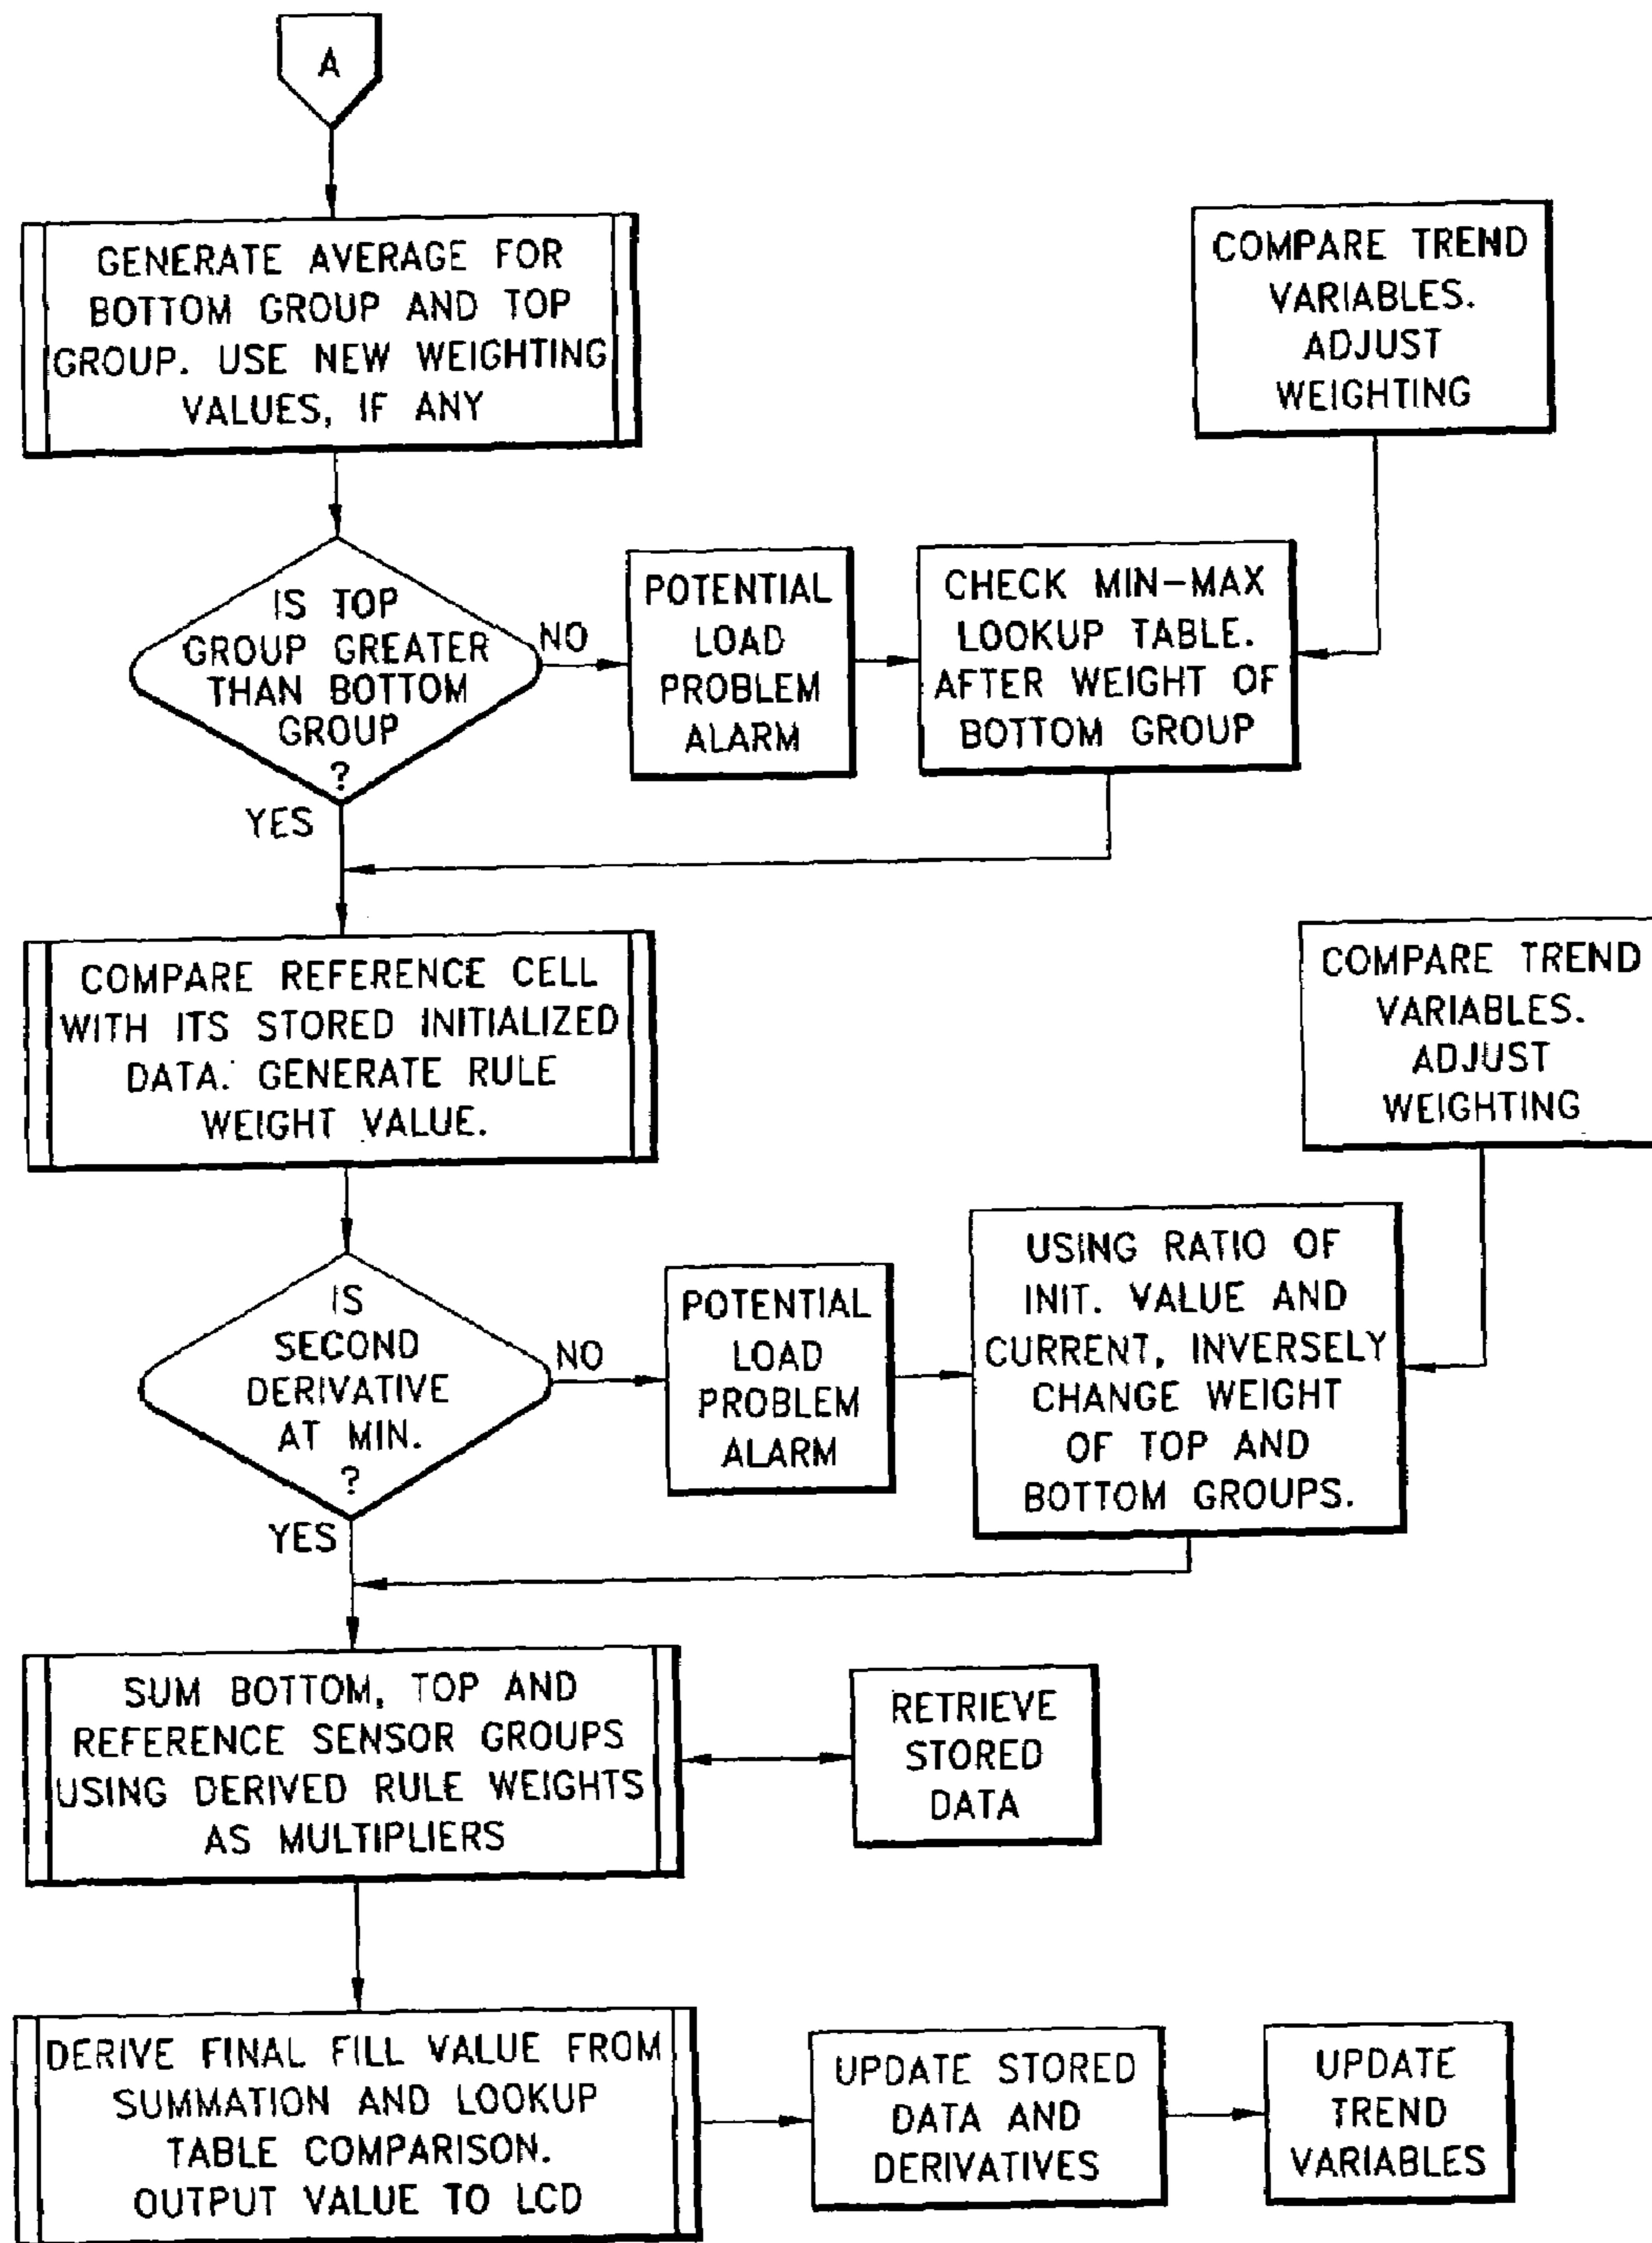 A
GENERATE AVERAGE FOR
BOTTOM GROUP AND TOP
GROUP. USE NEW WEIGHTING
VALUES, IF ANY
COMPARE TREND
VARIABLES.
ADJUST
WEIGHTING
IS TOP
GROUP GREATER
THAN BOTTOM
GROUP
?
NO
YES
POTENTIAL
LOAD
PROBLEM
ALARM
CHECK MIN-MAX
LOOKUP TABLE.
AFTER WEIGHT OF
BOTTOM GROUP
COMPARE REFERENCE CELL
WITH ITS STORED INITIALIZED
DATA. GENERATE RULE
WEIGHT VALUE.
COMPARE TREND
VARIABLES.
ADJUST
WEIGHTING
IS
SECOND
DERIVATIVE
AT MIN.
?
NO
YES
POTENTIAL
LOAD
PROBLEM
ALARM
USING RATIO OF
INIT. VALUE AND
CURRENT, INVERSELY
CHANGE WEIGHT
OF TOP AND
BOTTOM GROUPS.
SUM BOTTOM, TOP AND
REFERENCE SENSOR GROUPS
USING DERIVED RULE WEIGHTS
AS MULTIPLIERS
RETRIEVE
STORED
DATA
DERIVE FINAL FILL VALUE FROM
SUMMATION AND LOOKUP
TABLE COMPARISON.
OUTPUT VALUE TO LCD
UPDATE STORED
DATA AND
DERIVATIVES
UPDATE
TREND
VARIABLES